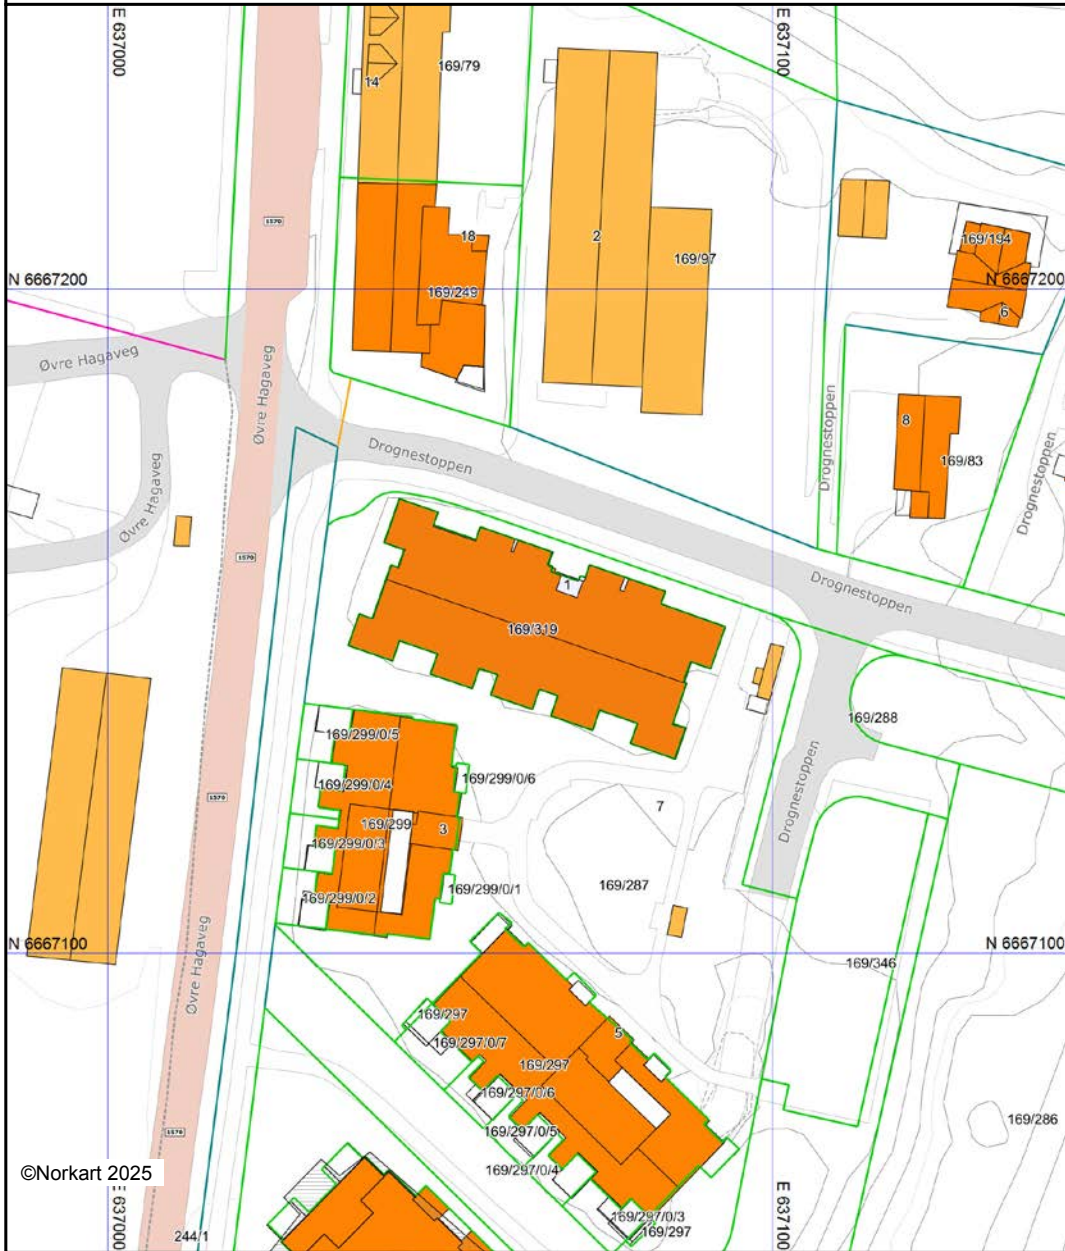 E 637000
E 637100
169/79
14
1570
18
2
169/97
169/194
N 6667200
169/249
N 6667200
6
Øvre Hagaveg
Øvre Hagaveg
Drognestoppen
8
169/83
Drognestoppen
Drognestoppen
Øvre Hagaveg
1570
1
Drognestoppen
169/319
169/288
169/299/0/5
169/299/0/4
169/299/0/6
Drognestoppen
1570
7
169/299
3
169/299/0/3
169/287
169/299/0/1
169/299/0/2
N 6667100
N 6667100
Øvre Hagaveg
169/346
169/297
5
169/297/0/7
169/297
169/297/0/6
169/286
1570
169/297/0/5
169/297/0/4
©Norkart 2025
169/297/0/3
169/297
244/1
E 637000
E 637100